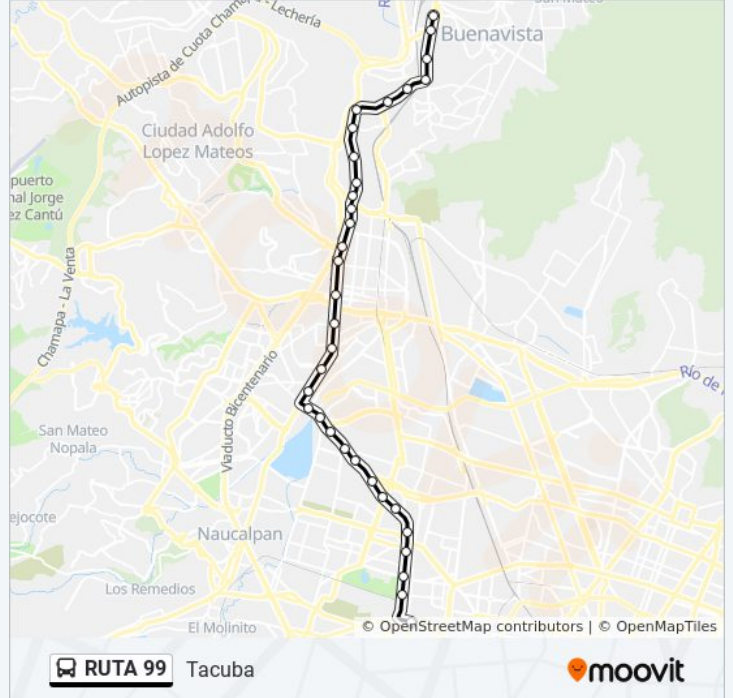 San Mateo
Lechería
Autopista de Cuota Chama
Buenavista
Ciudad Adolfo
Lopez Mateos
puerto
nal Jorge
ez Cantú
Chamapa - La Venta
Viaducto Bicentenario
Río de
San Mateo
Nopala
ejocote
Naucalpan
Los Remedios
El Molinito
© OpenStreetMap contributors | © OpenMapTiles
RUTA 99 Tacuba
moovit